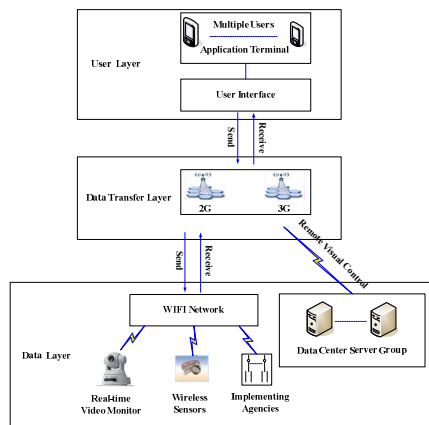 Multiple Users
Application Terminal
User Layer
User Interface
Send
Receive
Data Transfer Layer
2G
3G
Send
Receive
Remote Visual Control
WIFI Network
Data Center Server Group
Data Layer
Real-time
Video Monitor
Wireless
Sensors
Implementing
Agencies